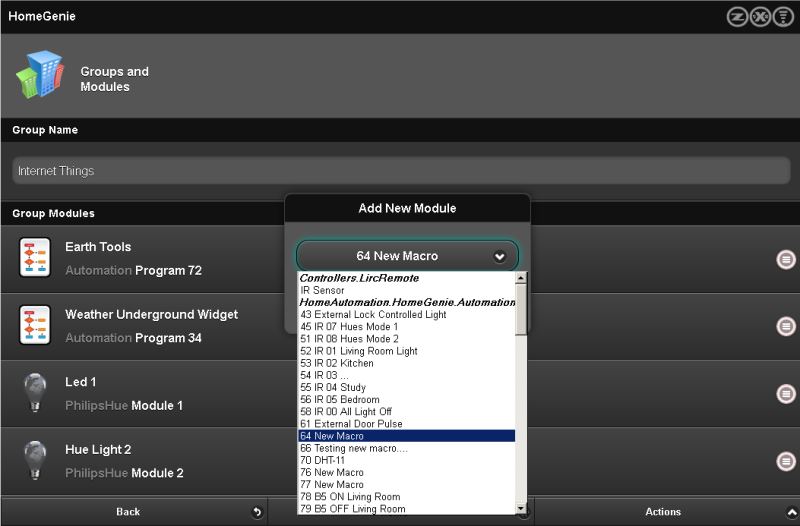 HomeGenie
Groups and
Modules
Group Name
Internet Things
Group Modules
Add New Module
64 New Macro
Earth Tools
Automation Program 72
Weather Underground Widget
Automation Program 34
Led 1
PhilipsHue Module 1
Hue Light 2
PhilipsHue Module 2
Controllers.LircRemote
IR Sensor
HomeAutomation.HomeGenie.Automation
43 External Lock Controlled Light
45 IR 07 Hues Mode 1
51 IR 08 Hues Mode 2
52 IR 01 Living Room Light
53 IR 02 Kitchen
54 IR 03 ...
55 IR 04 Study
56 IR 05 Bedroom
58 IR 00 All Light Off
61 External Door Pulse
64 New Macro
66 Testing new macro....
70 DHT-11
76 New Macro
77 New Macro
78 B5 ON Living Room
79 B5 OFF Living Room
Back
Actions